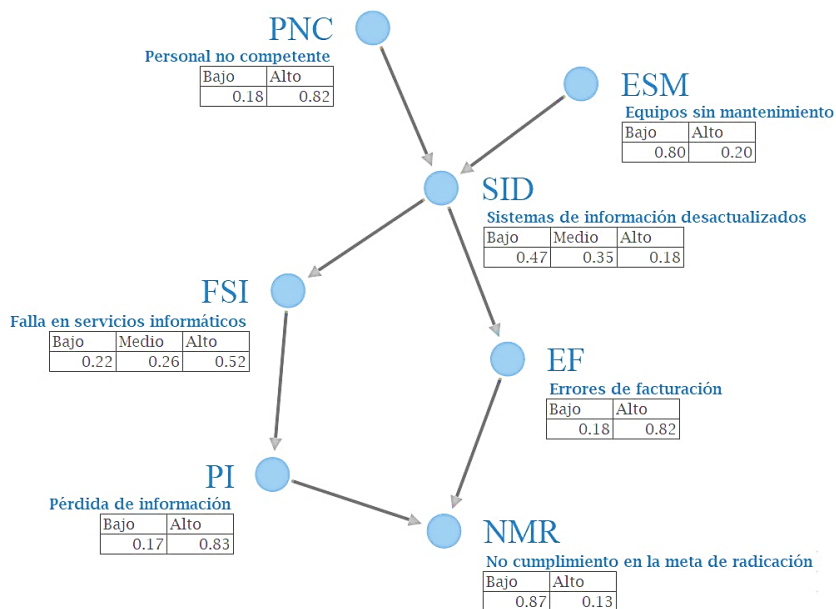 PNC
Personal no competente
Bajo Alto
0.18 0.82
ESM
Equipos sin mantenimiento
Bajo Alto
0.80 0.20
SID
Sistemas de información desactualizados
Bajo Medio Alto
0.47 0.35 0.18
FSI
Falla en servicios informáticos
Bajo Medio Alto
0.22 0.26 0.52
EF
Errores de facturación
Bajo Alto
0.18 0.82
PI
Pérdida de información
Bajo Alto
0.17 0.83
NMR
No cumplimiento en la meta de radicación
Bajo Alto
0.87 0.13